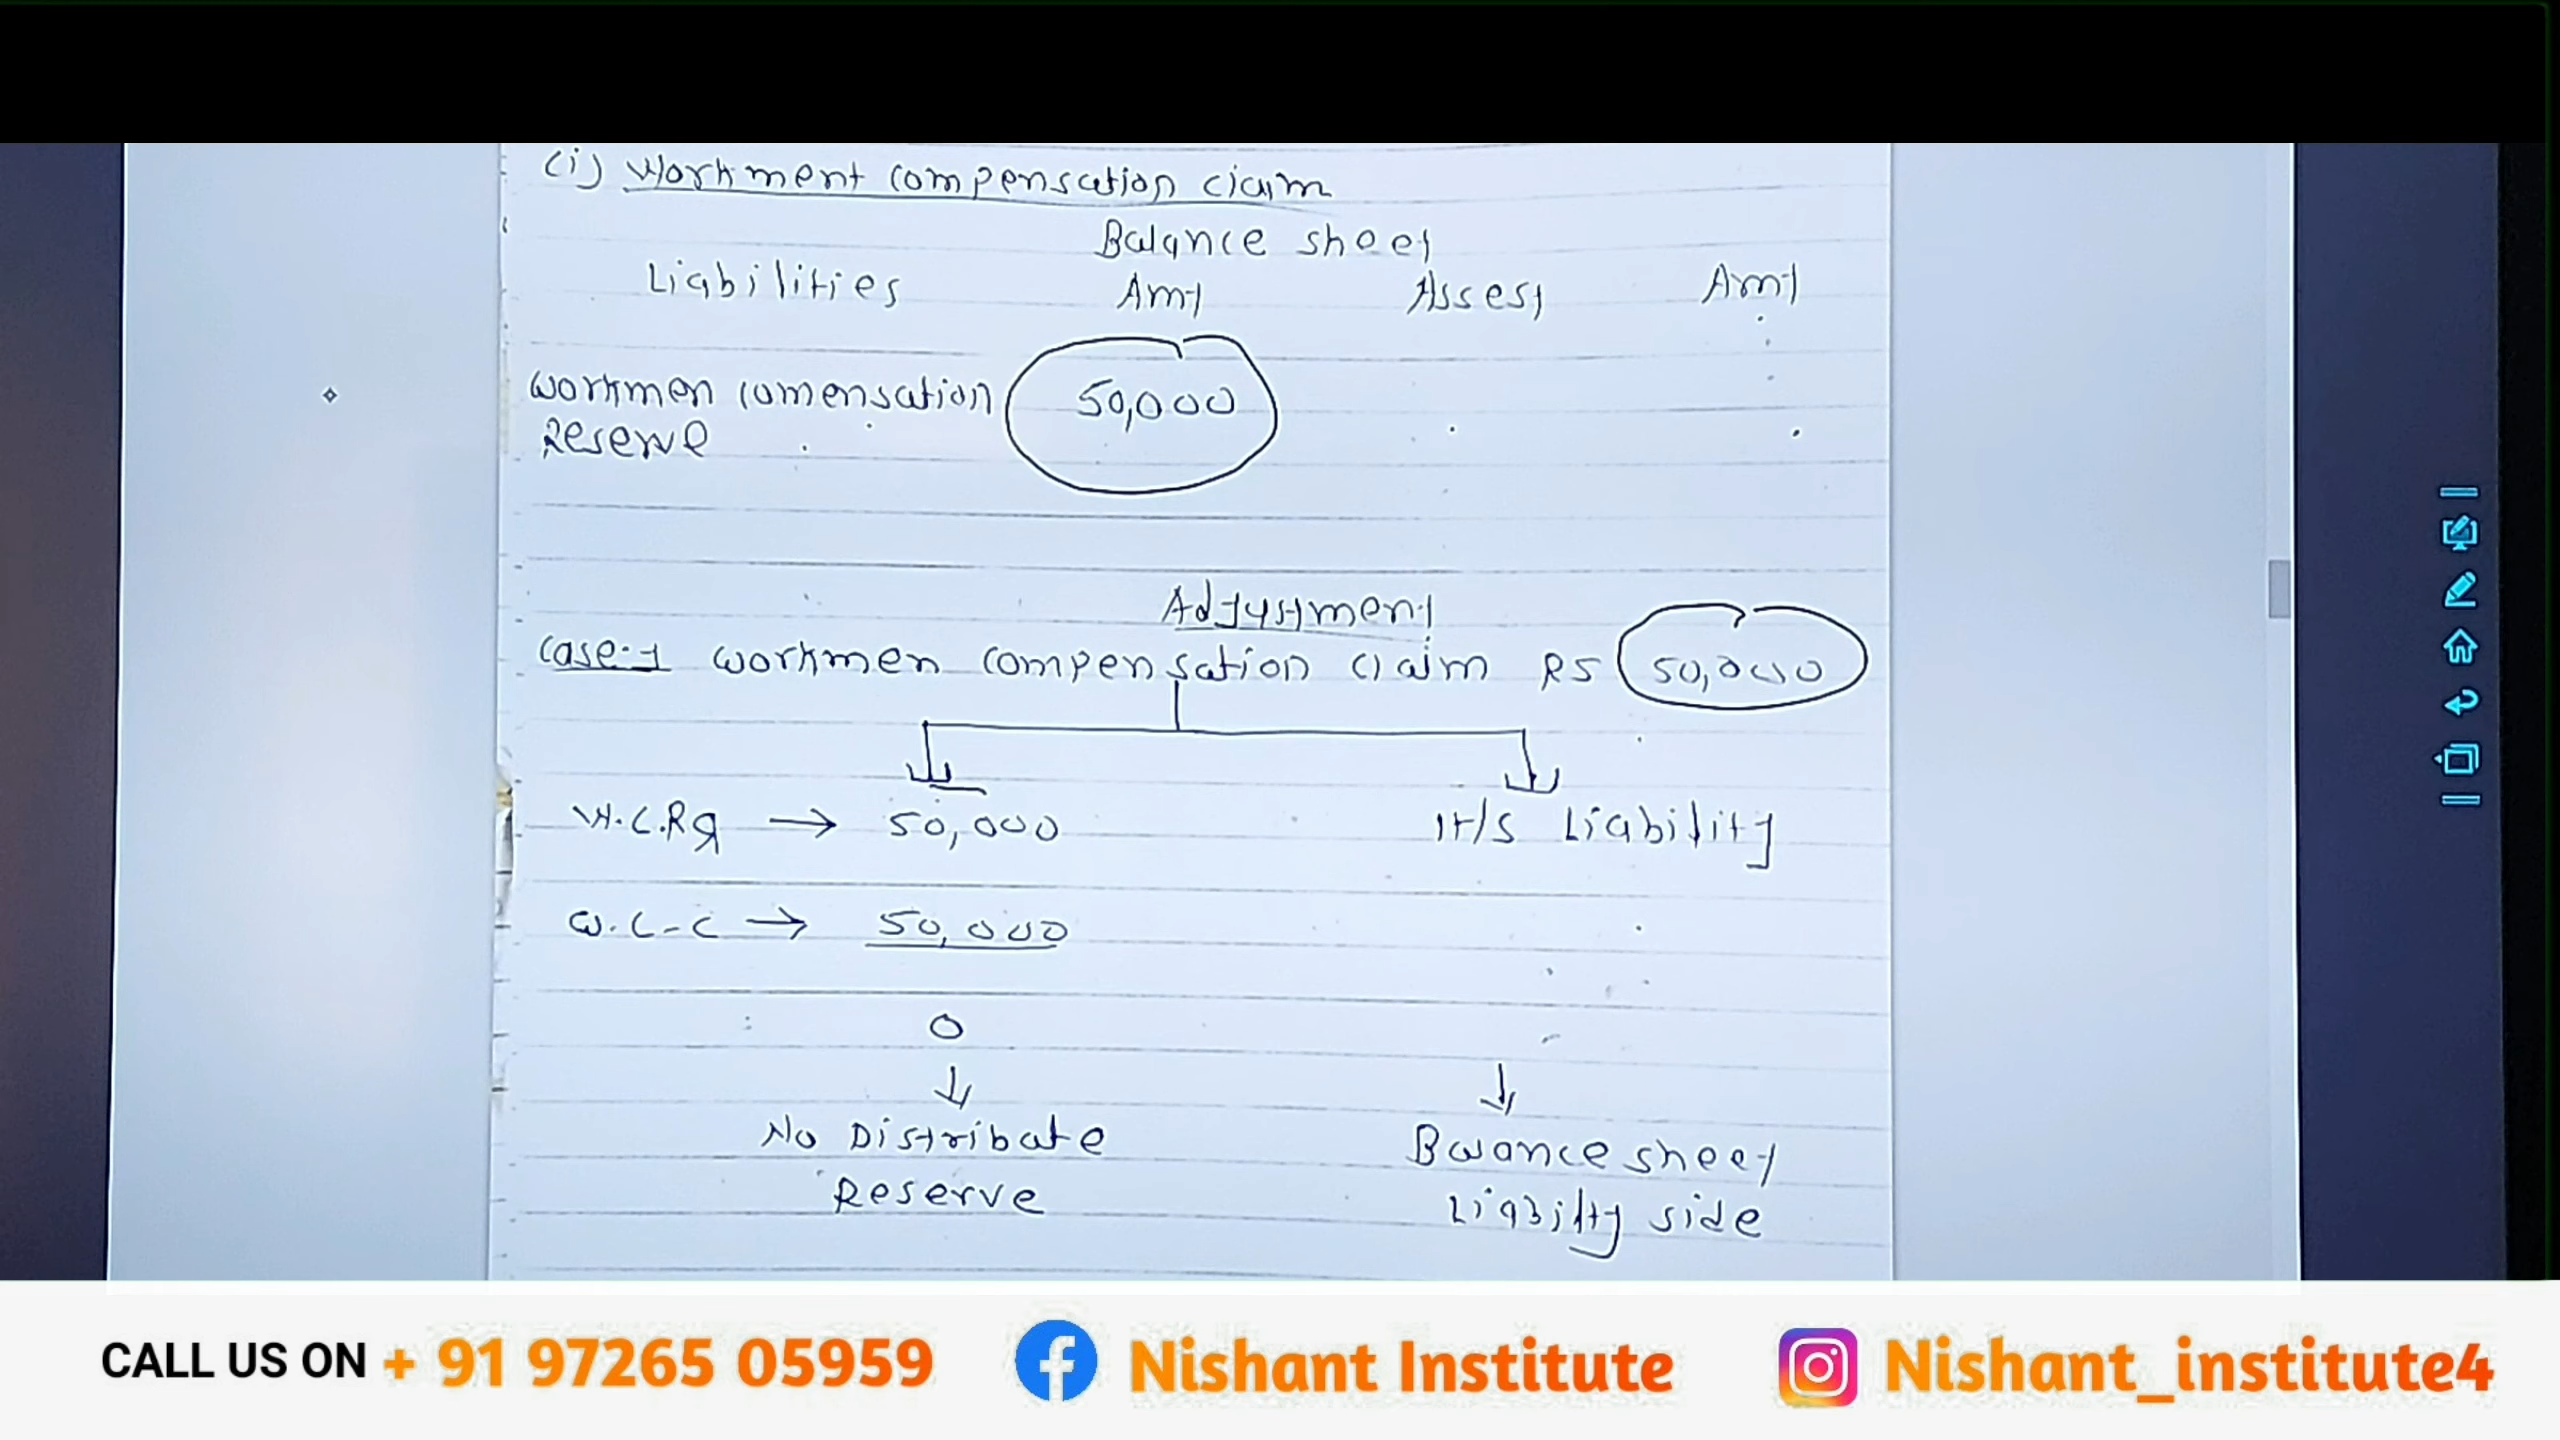 (i) Workment compensation claim
Balance sheet
Liabilities Amt Assest Amt
workmen comensation 50,000
Reserve
Adjustment
case:-1 workmen compensation claim RS 50,000
W.C.R → 50,000 It's Liability
W.C.C → 50,000
0
No Distribate Balance sheet
Reserve Liability side
CALL US ON + 91 97265 05959 Nishant Institute Nishant_institute4